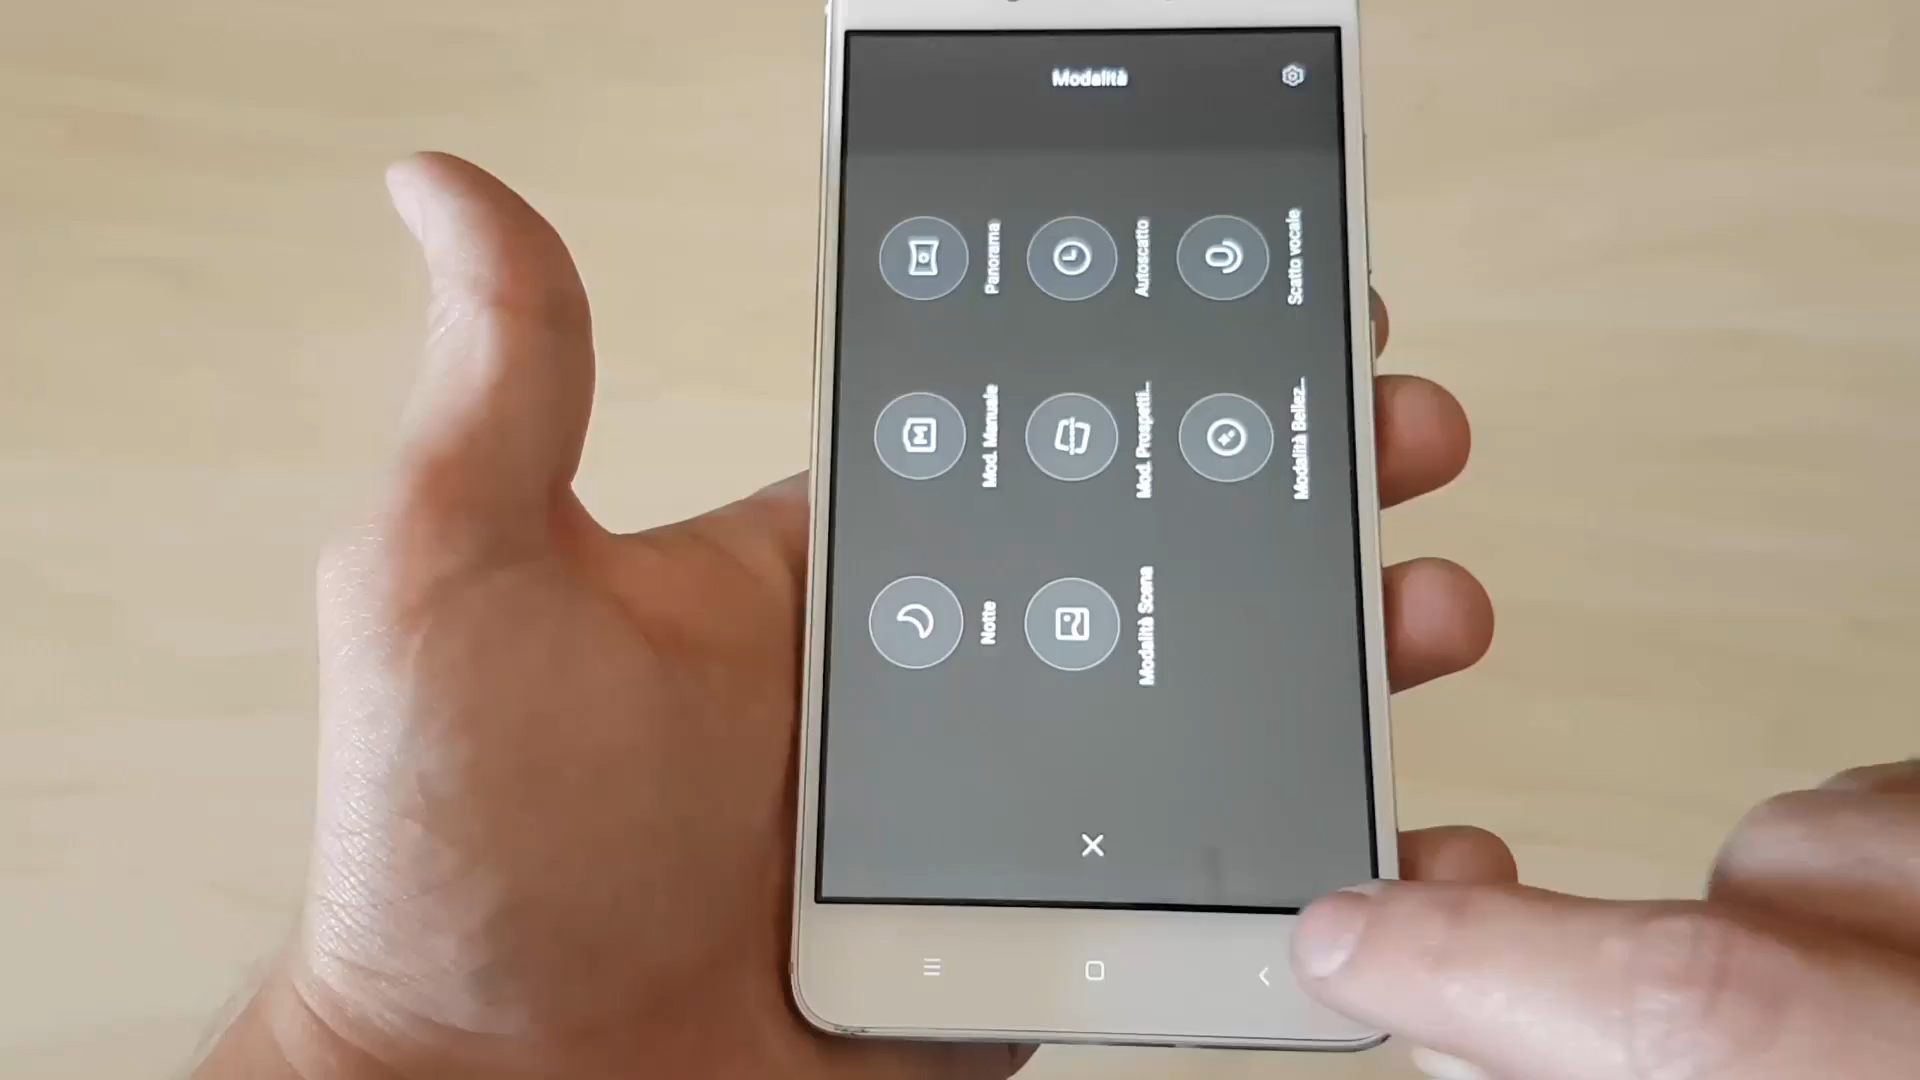 Modalità
Panorama
Autoscatto
Scatto vocale
Mod. Manuale
Mod. Prospetti...
Modalità Bellez...
Notte
Modalità Scena